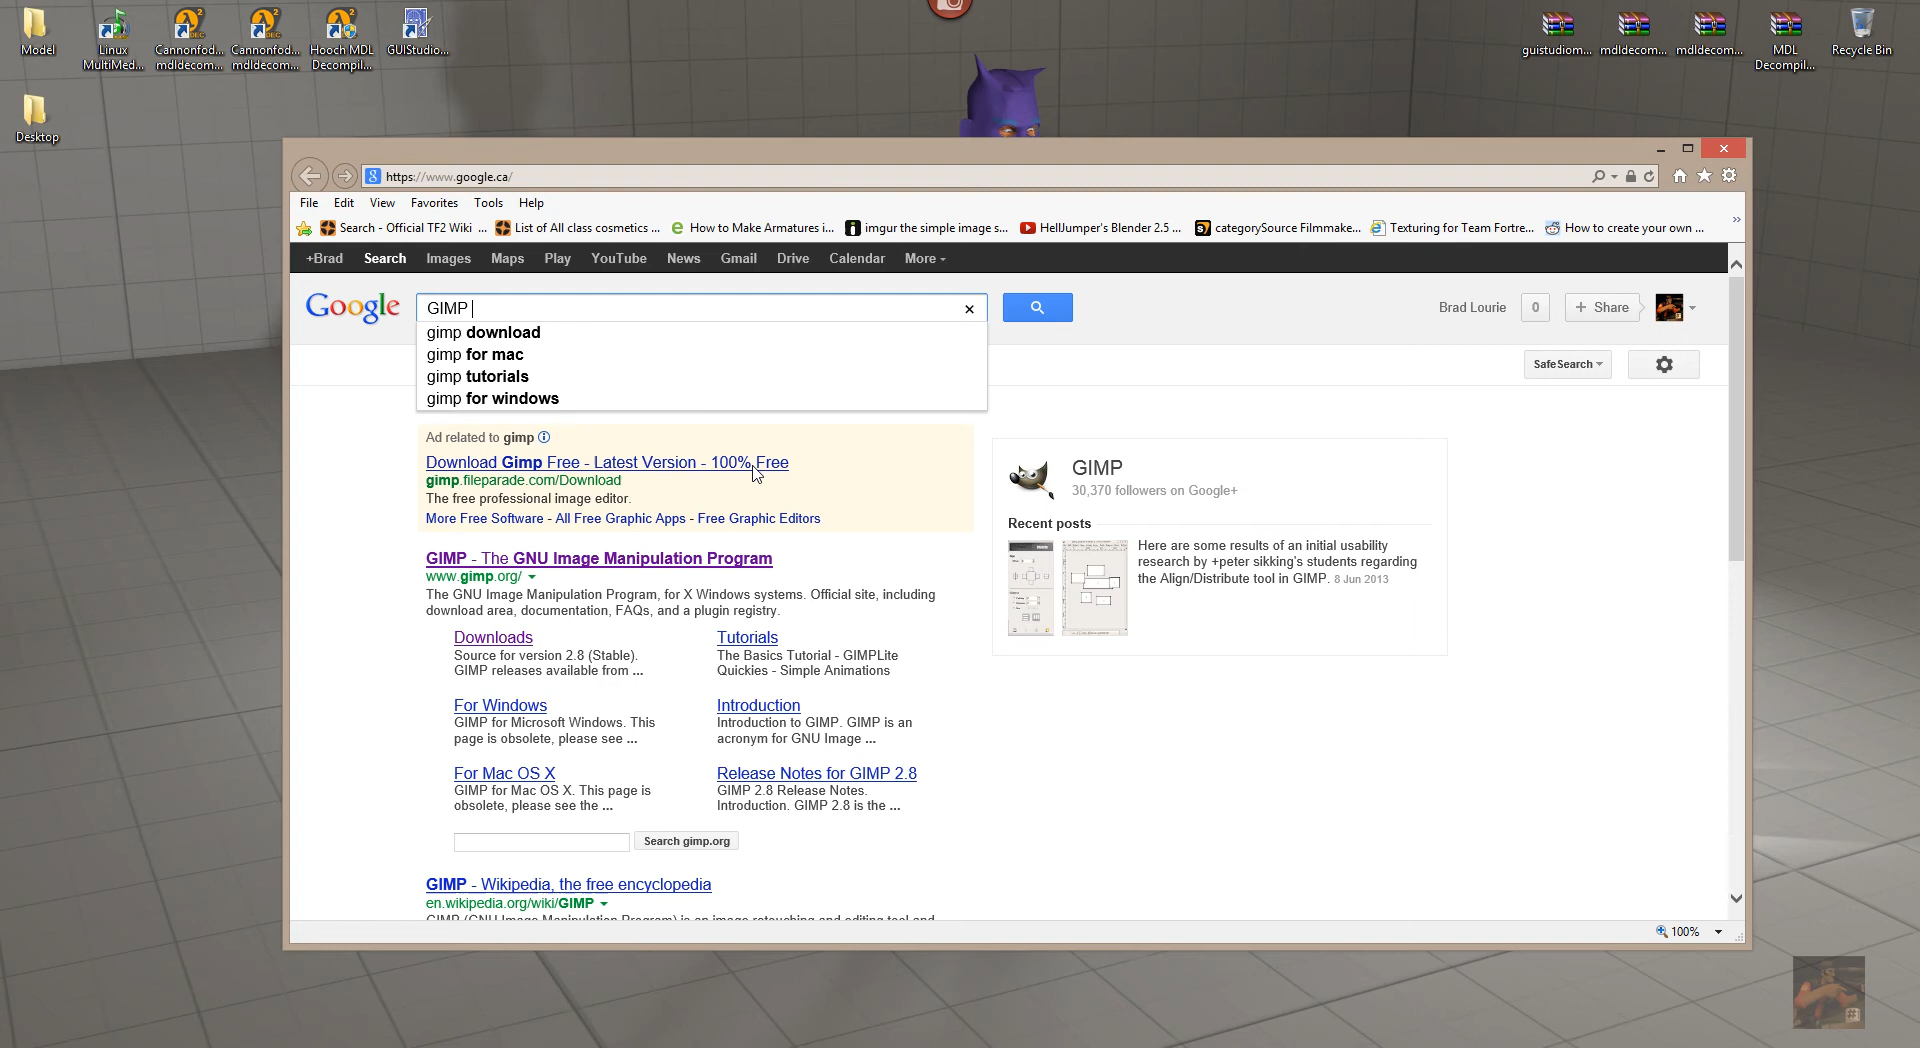 Model
Linux MultiMed...
Cannonfod... mdldecom...
Cannonfod... mdldecom...
Hooch MDL Decompil...
GUIStudio...
guistudiom...
mdldecom...
mdldecom...
MDL Decompil...
Recycle Bin
Desktop
https://www.google.ca/
File Edit View Favorites Tools Help
Search - Official TF2 Wiki ...
List of All class cosmetics ...
How to Make Armatures i...
imgur the simple image s...
HellJumper's Blender 2.5 ...
categorySource Filmmake...
Texturing for Team Fortre...
How to create your own ...
+Brad Search Images Maps Play YouTube News Gmail Drive Calendar More
Google
GIMP
Brad Lourie 0 + Share
gimp download
gimp for mac
gimp tutorials
gimp for windows
SafeSearch
Ad related to gimp
Download Gimp Free - Latest Version - 100% Free
gimp.fileparade.com/Download
The free professional image editor.
More Free Software - All Free Graphic Apps - Free Graphic Editors
GIMP - The GNU Image Manipulation Program
www.gimp.org/
The GNU Image Manipulation Program, for X Windows systems. Official site, including
download area, documentation, FAQs, and a plugin registry.
Downloads
Source for version 2.8 (Stable).
GIMP releases available from ...
Tutorials
The Basics Tutorial - GIMPLite
Quickies - Simple Animations
For Windows
GIMP for Microsoft Windows. This
page is obsolete, please see ...
Introduction
Introduction to GIMP. GIMP is an
acronym for GNU Image ...
For Mac OS X
GIMP for Mac OS X. This page is
obsolete, please see the ...
Release Notes for GIMP 2.8
GIMP 2.8 Release Notes.
Introduction. GIMP 2.8 is the ...
Search gimp.org
GIMP - Wikipedia, the free encyclopedia
en.wikipedia.org/wiki/GIMP
GIMP (GNU Image Manipulation Program) is an image retouching and editing tool and
GIMP
30,370 followers on Google+
Recent posts
Here are some results of an initial usability
research by +peter sikking's students regarding
the Align/Distribute tool in GIMP. 8 Jun 2013
100%